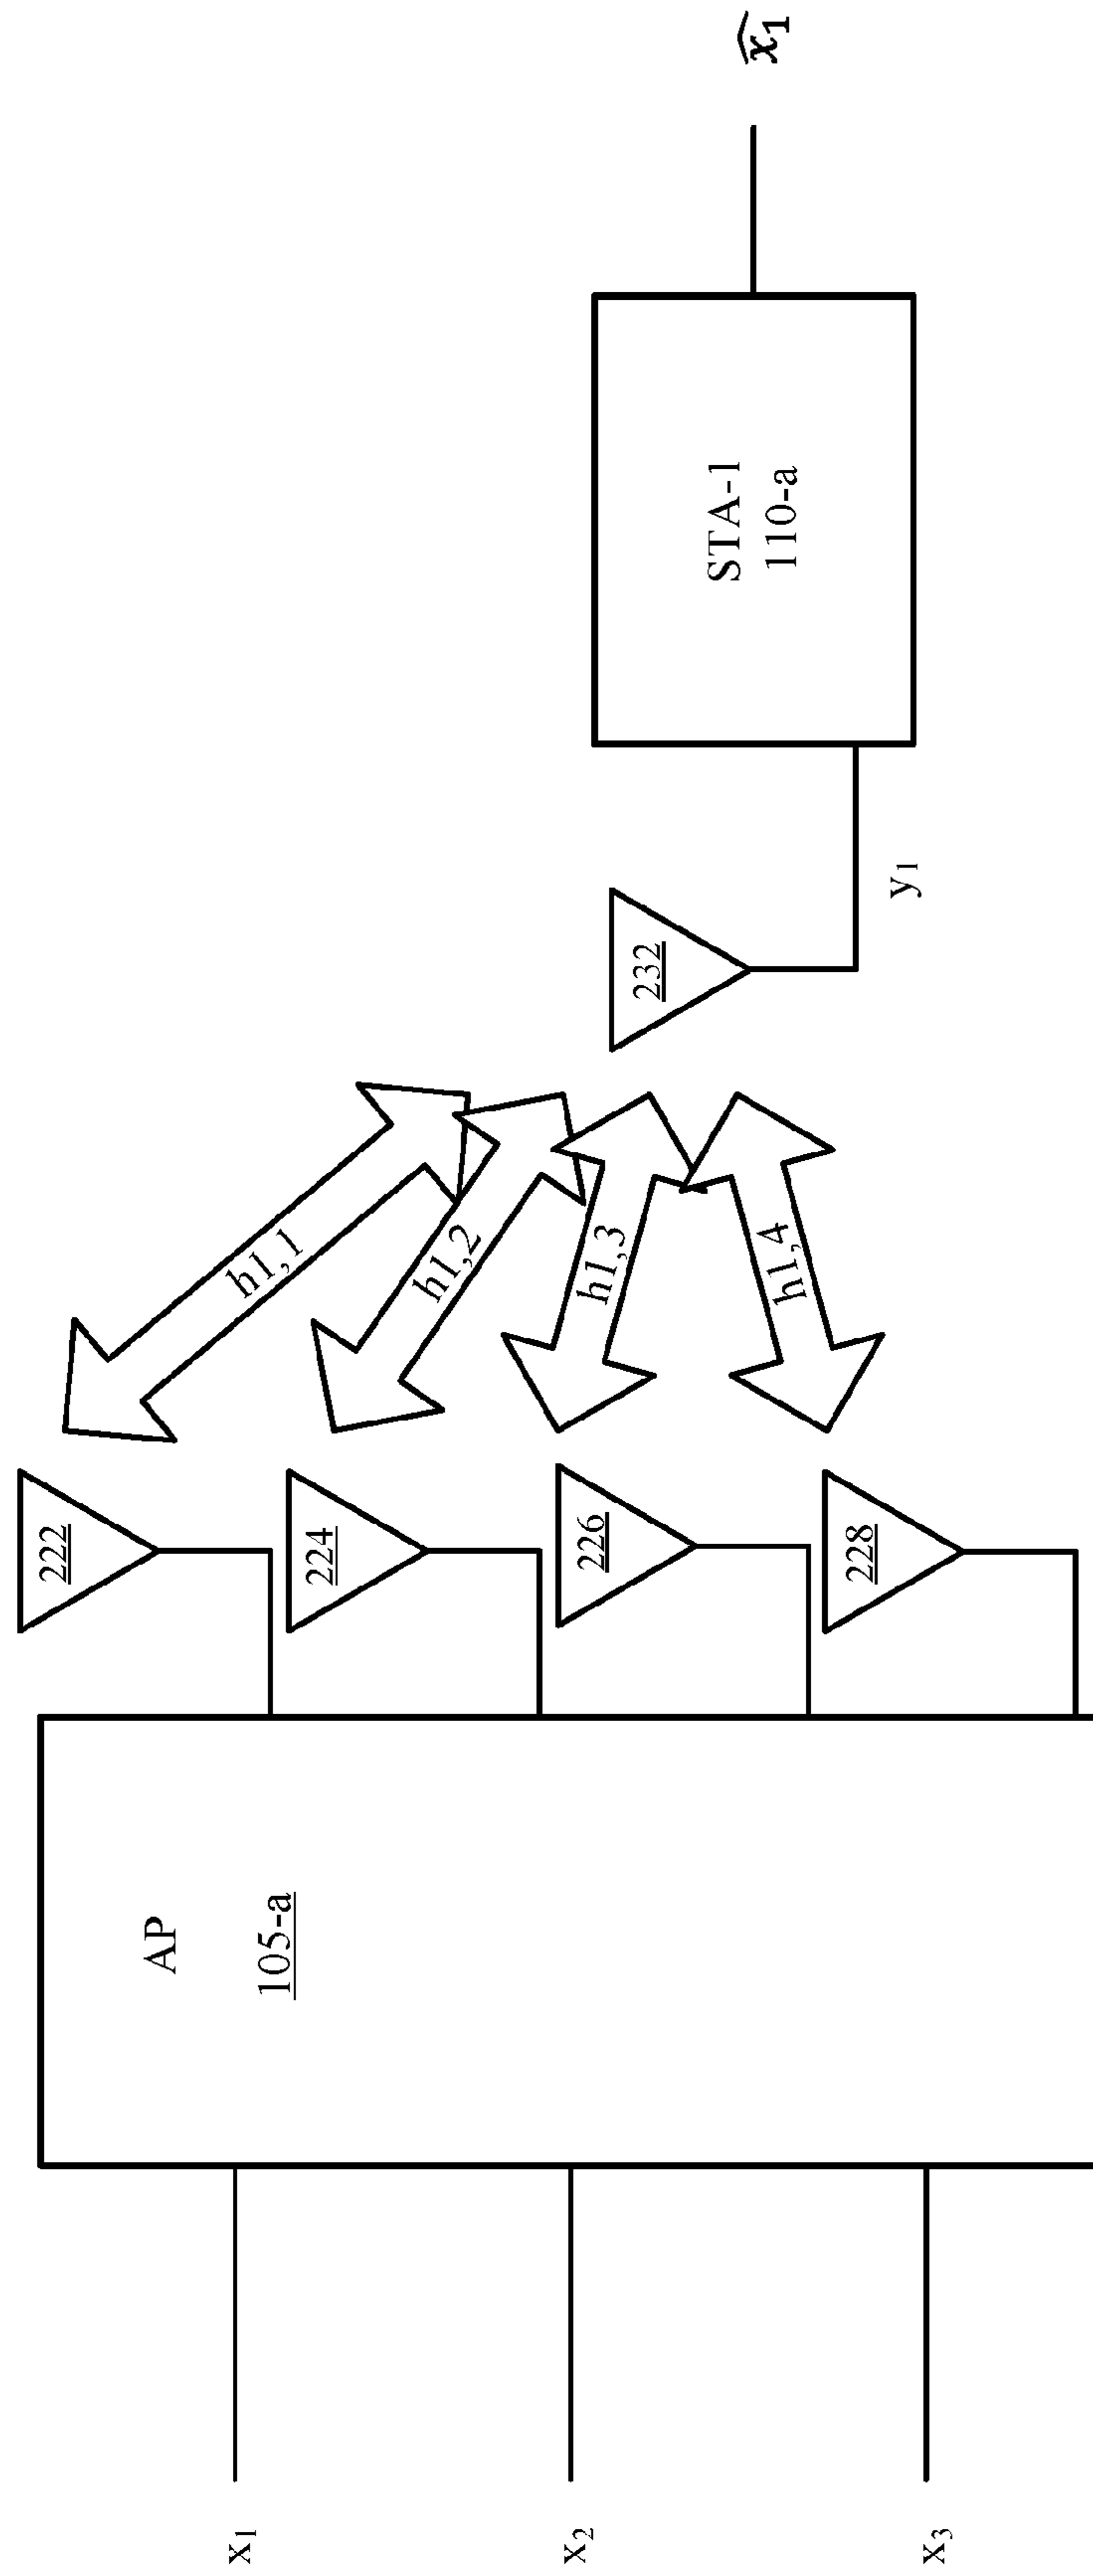 x1
x2
x3
AP
105-a
222
224
226
228
h1,1
h1,2
h1,3
h1,4
232
y1
STA-1
110-a
x̂1